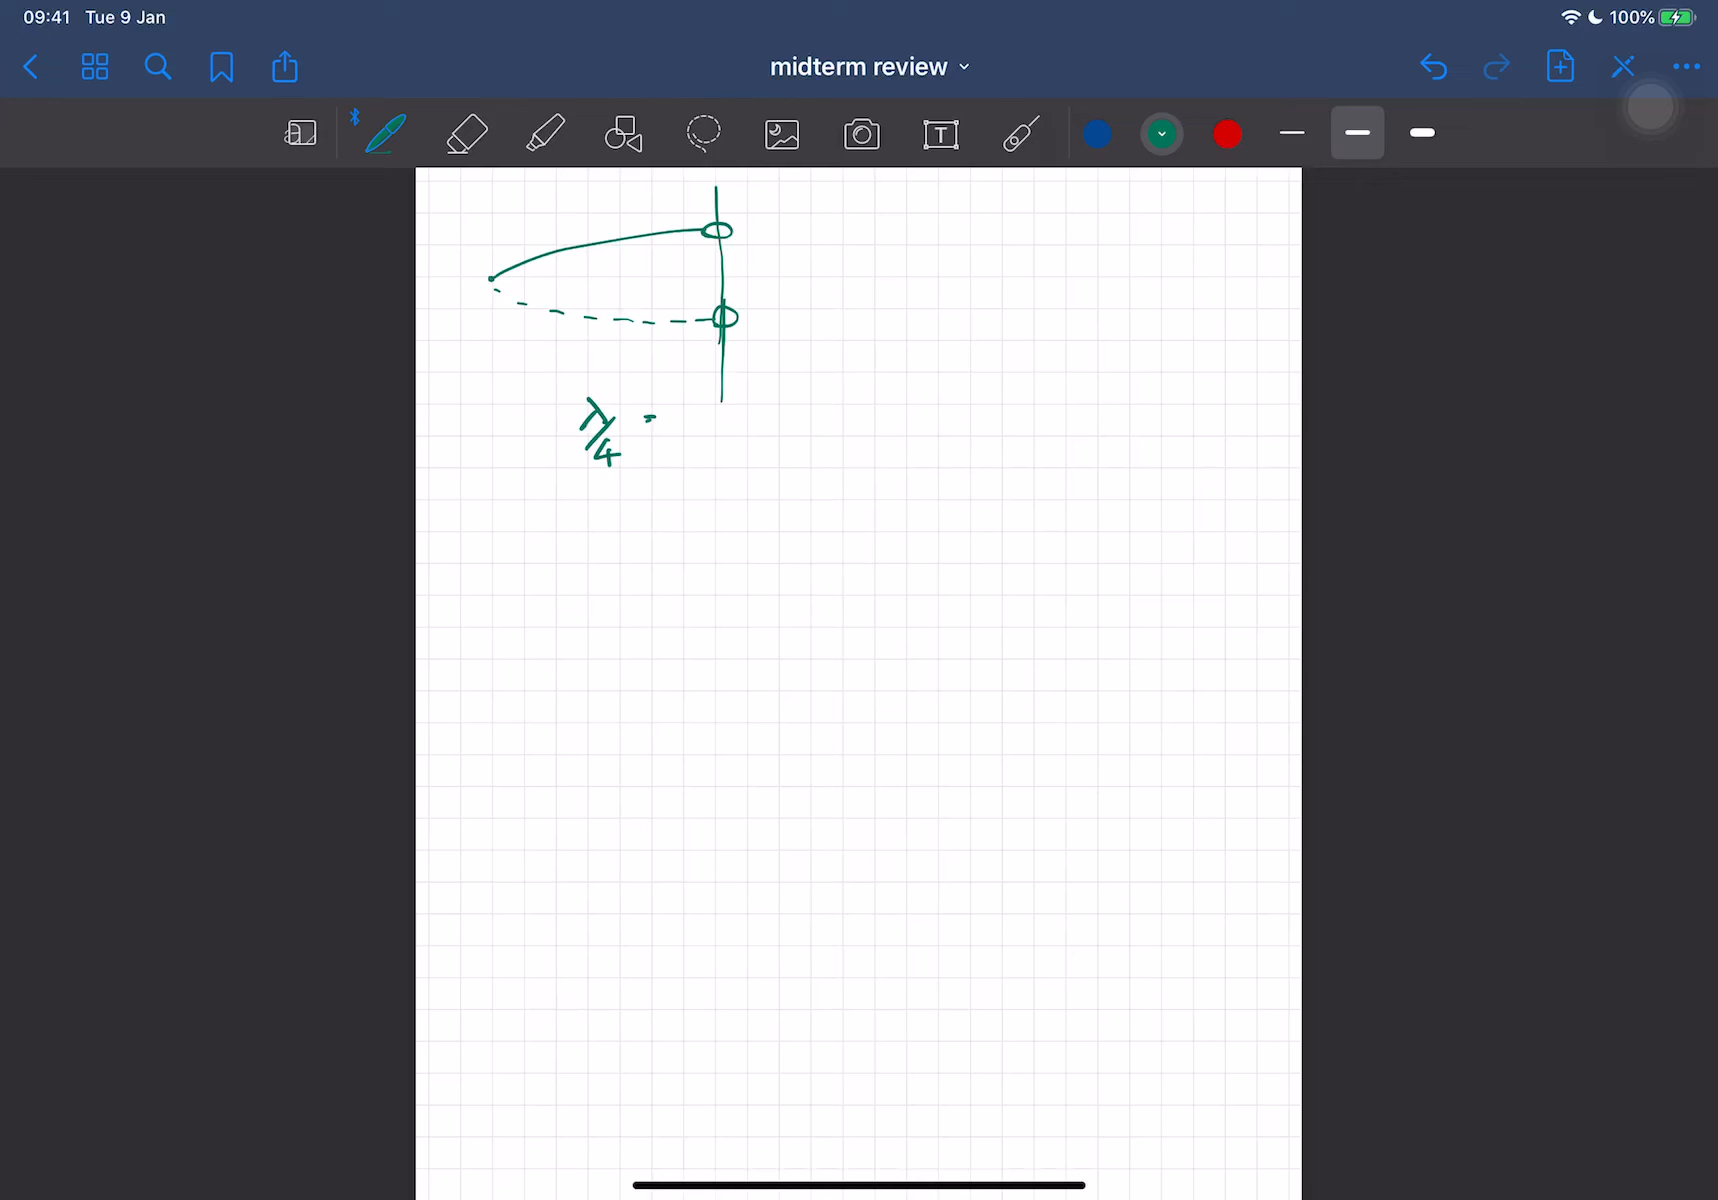 09:41 Tue 9 Jan
100%
midterm review
T
λ/4 =